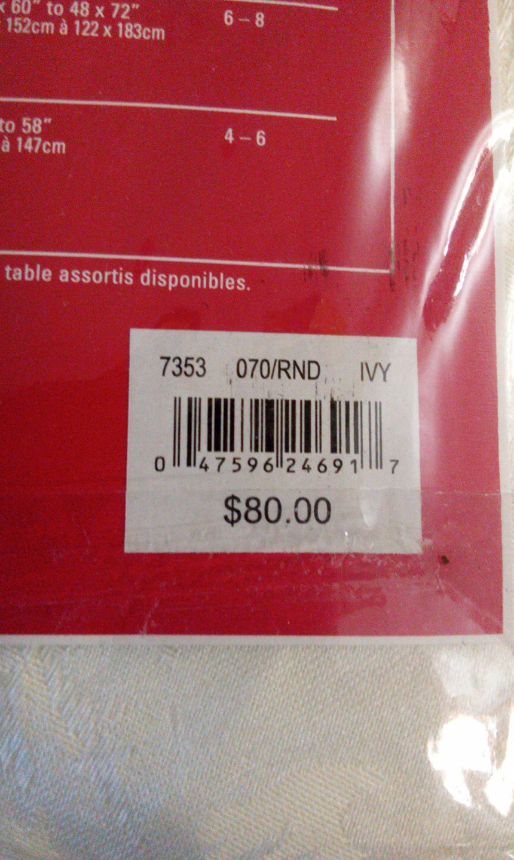 x 60" to 48 x 72"
152cm à 122 x 183cm
6 – 8
to 58"
à 147cm
4 – 6
table assortis disponibles.
7353 070/RND IVY
0 47596 24691 7
$80.00